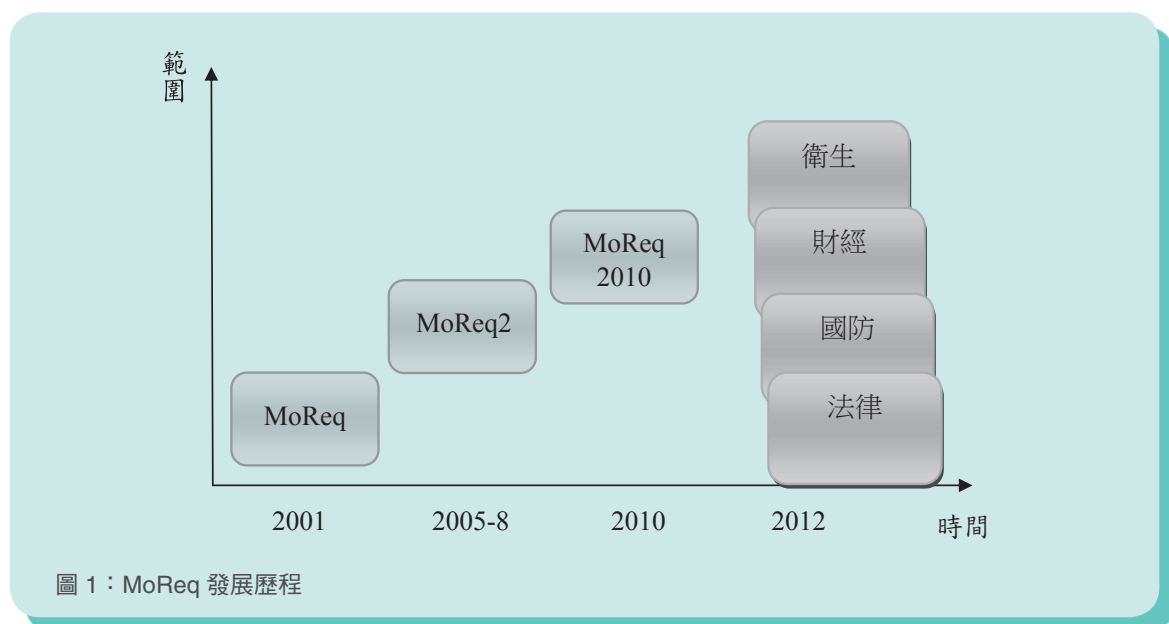 範
圍
衛生
財經
國防
法律
MoReq
2010
MoReq2
MoReq
2001
2005-8
2010
2012
時間
圖 1：MoReq 發展歷程